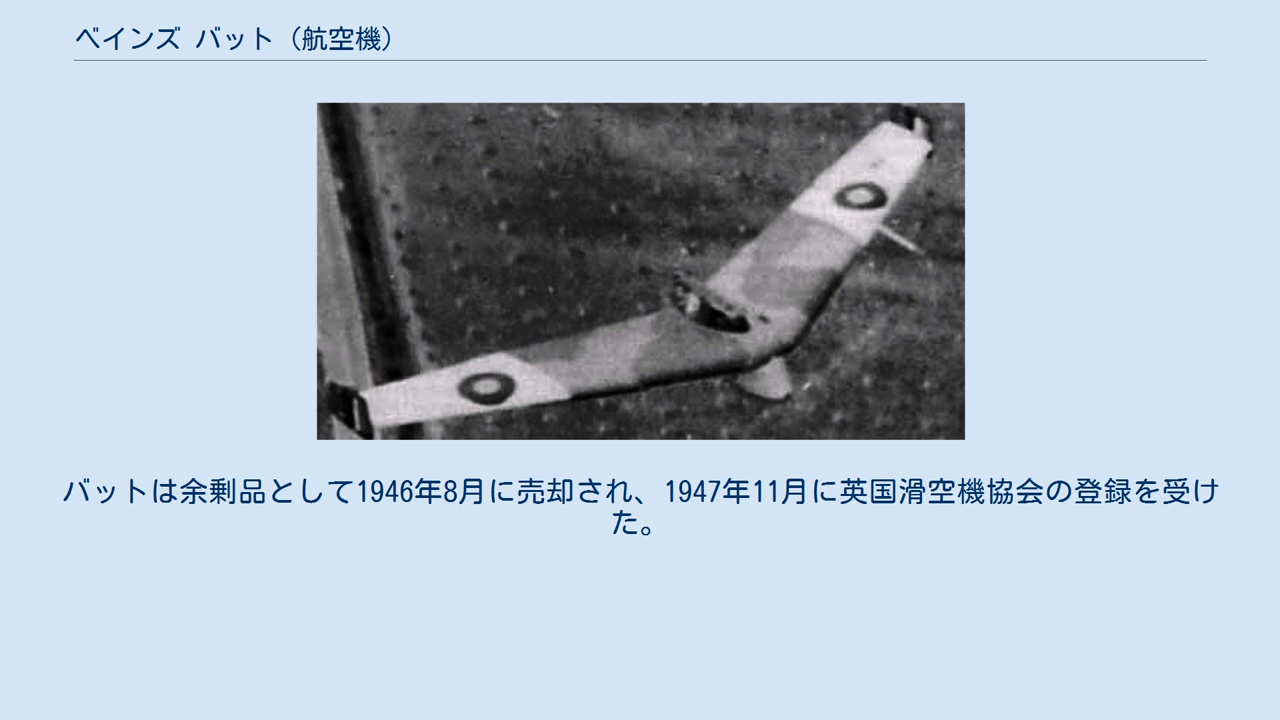 ベインズ バット（航空機）
バットは余剰品として1946年8月に売却され、1947年11月に英国滑空機協会の登録を受け
た。